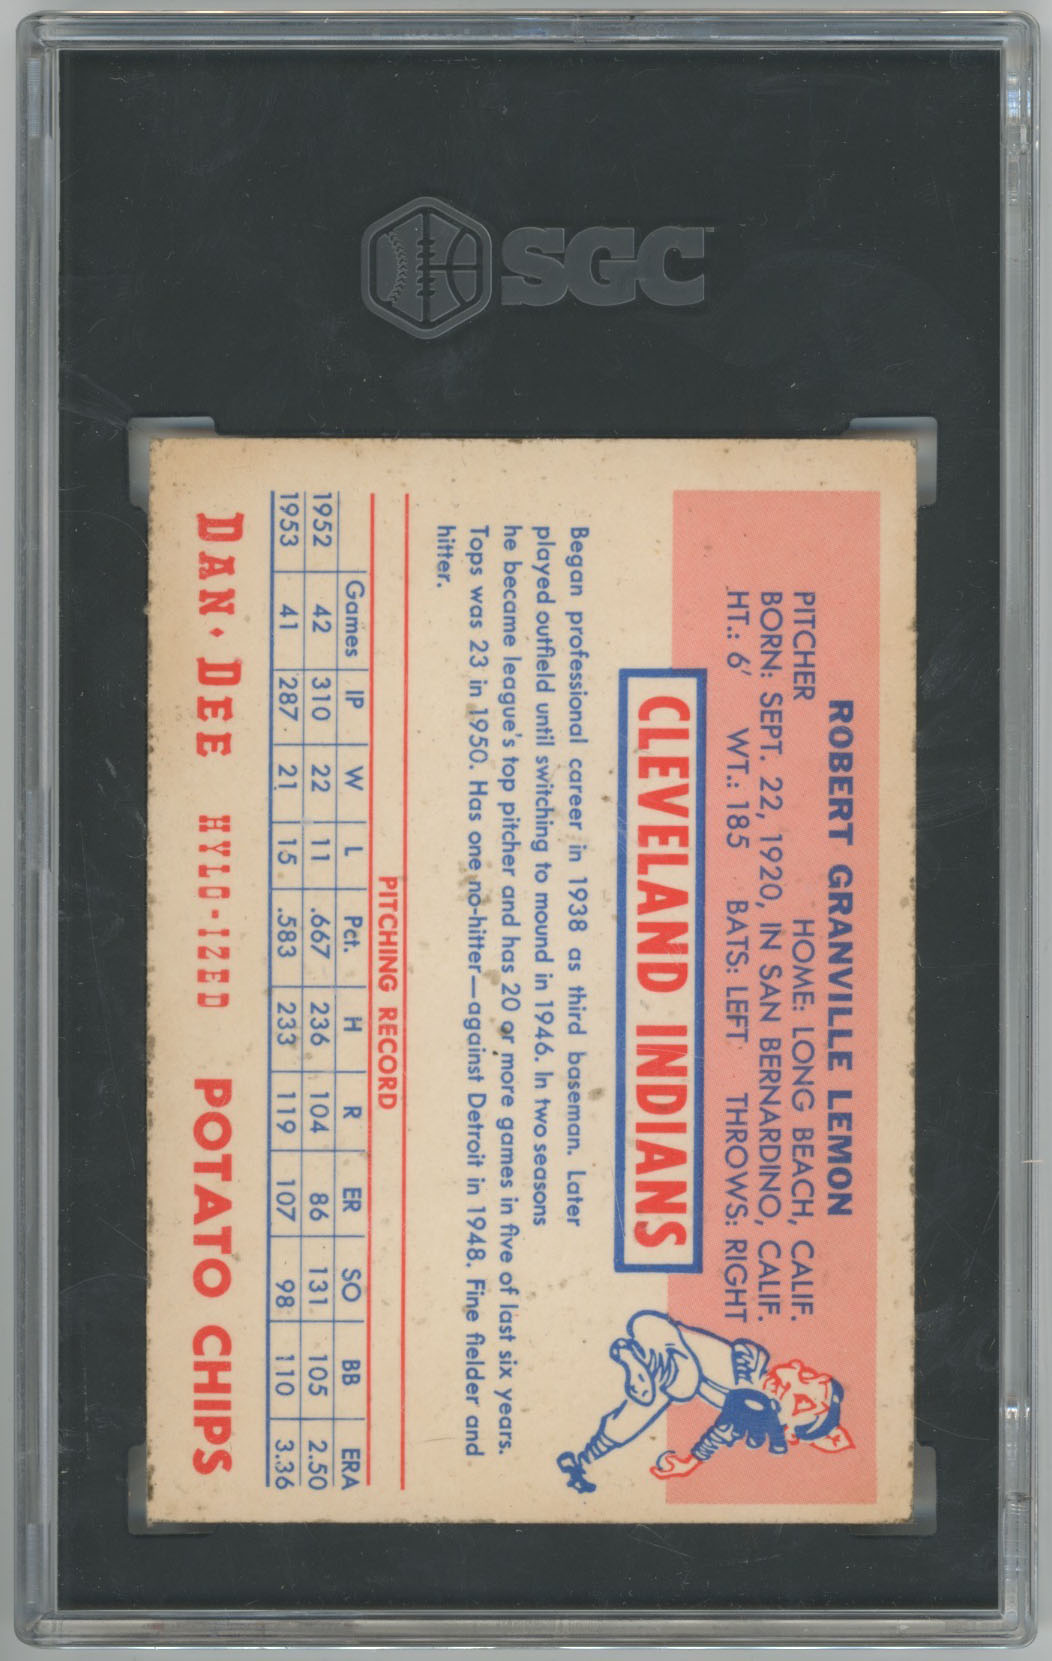 SGC
ROBERT GRANVILLE LEMON
PITCHER HOME: LONG BEACH, CALIF.
BORN: SEPT. 22, 1920, IN SAN BERNARDINO, CALIF.
HT.: 6' WT.: 185 BATS: LEFT THROWS: RIGHT
CLEVELAND INDIANS
Began professional career in 1938 as third baseman. Later
played outfield until switching to mound in 1946. In two seasons
he became league's top pitcher and has 20 or more games in five of last six years.
Tops was 23 in 1950. Has one no-hitter—against Detroit in 1948. Fine fielder and
hitter.
PITCHING RECORD
Games IP W L Pct. H R ER SO BB ERA
1952 42 310 22 11 .667 236 104 86 131 105 2.50
1953 41 287 21 15 .583 233 119 107 98 110 3.36
DAN·DEE HYLO-IZED POTATO CHIPS